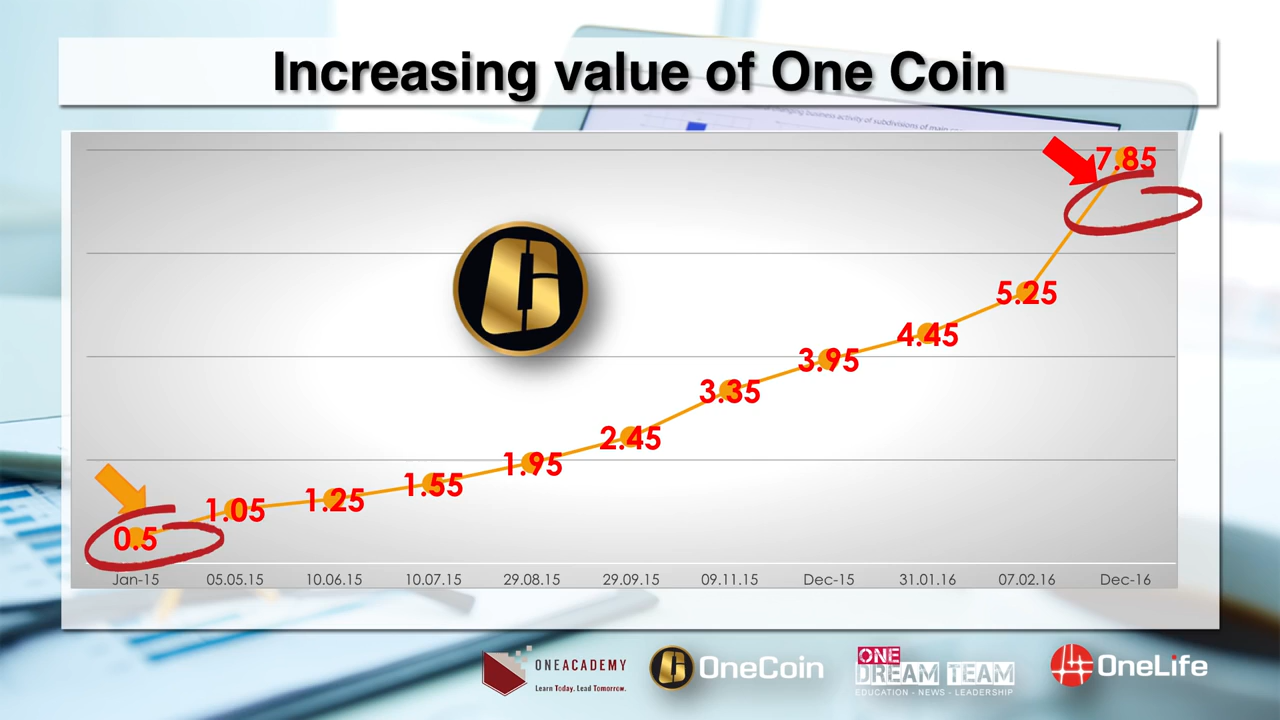 Increasing value of One Coin
7.85
5.25
4.45
3.95
3.35
2.45
1.95
1.55
1.25
1.05
0.5
Jan-15 05.05.15 10.06.15 10.07.15 29.08.15 29.09.15 09.11.15 Dec-15 31.01.16 07.02.16 Dec-16
ONEACADEMY
Learn Today. Lead Tomorrow.
OneCoin
ONE
DREAM TEAM
EDUCATION - NEWS - LEADERSHIP
OneLife